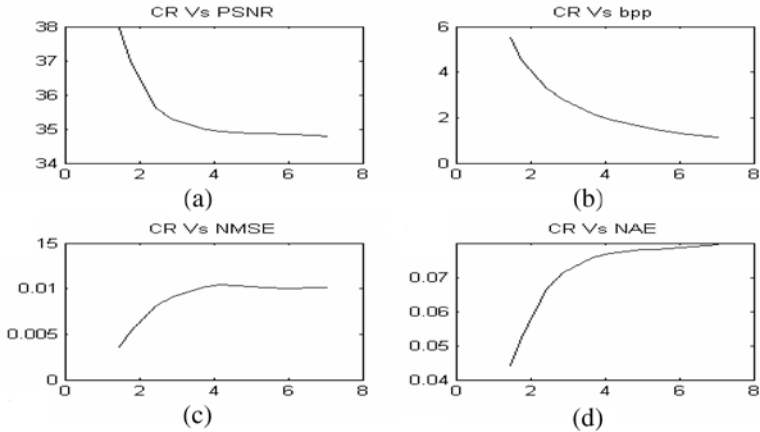 CR Vs PSNR
38
37
36
35
34
0 2 4 6 8
(a)
CR Vs bpp
6
4
2
0
0 2 4 6 8
(b)
CR Vs NMSE
15
0.01
0.005
0
0 2 4 6 8
(c)
CR Vs NAE
0.07
0.06
0.05
0.04
0 2 4 6 8
(d)